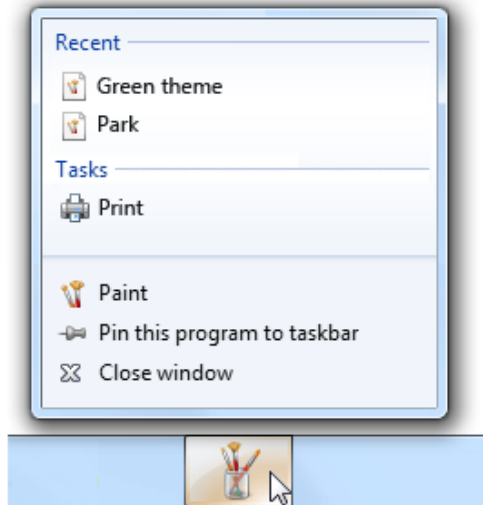 Recent
Green theme
Park
Tasks
Print
Paint
Pin this program to taskbar
Close window